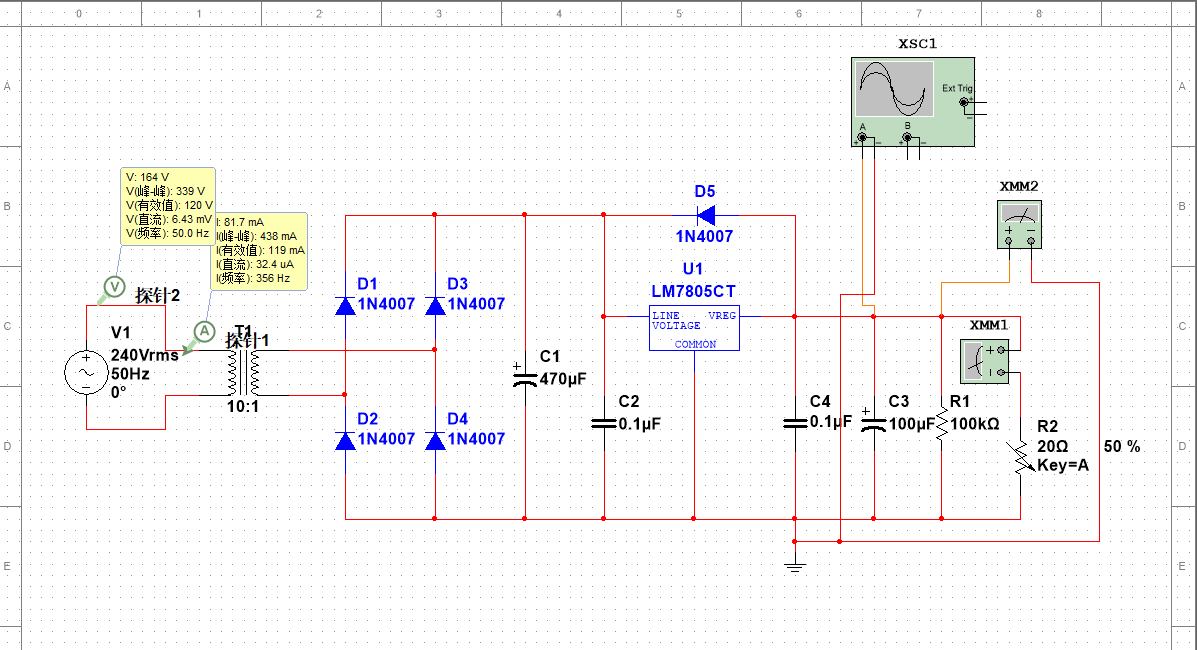 0 1 2 3 4 5 6 7 8
XSC1
A
A
Ext Trig
+
A B
XMM2
V: 164 V
V(峰-峰): 339 V
V(有效值): 120 V
V(直流): 6.43 mV
V(频率): 50.0 Hz
I: 81.7 mA
I(峰-峰): 438 mA
I(有效值): 119 mA
I(直流): 32.4 uA
I(频率): 356 Hz
B
B
D5
1N4007
U1
LM7805CT
LINE VREG
VOLTAGE
COMMON
V
探针2
A
探针1
T1
10:1
V1
240Vrms
50Hz
0°
D1
1N4007
D3
1N4007
C
C
XMM1
C1
470µF
D2
1N4007
D4
1N4007
C2
0.1µF
C4
0.1µF
C3
100µF
R1
100kΩ
R2
20Ω
Key=A
50 %
D
D
E
E